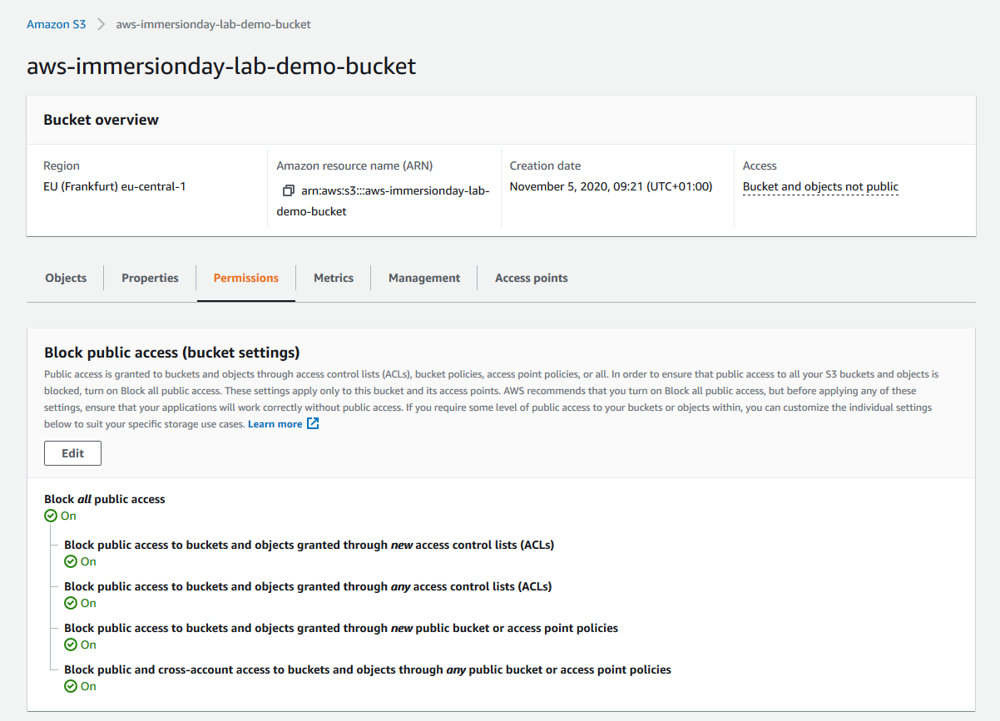 Amazon S3 > aws-immersionday-lab-demo-bucket
aws-immersionday-lab-demo-bucket
Bucket overview
Region
EU (Frankfurt) eu-central-1
Amazon resource name (ARN)
arn:aws:s3:::aws-immersionday-lab-
demo-bucket
Creation date
November 5, 2020, 09:21 (UTC+01:00)
Access
Bucket and objects not public
Objects
Properties
Permissions
Metrics
Management
Access points
Block public access (bucket settings)
Public access is granted to buckets and objects through access control lists (ACLs), bucket policies, access point policies, or all. In order to ensure that public access to all your S3 buckets and objects is
blocked, turn on Block all public access. These settings apply only to this bucket and its access points. AWS recommends that you turn on Block all public access, but before applying any of these
settings, ensure that your applications will work correctly without public access. If you require some level of public access to your buckets or objects within, you can customize the individual settings
below to suit your specific storage use cases. Learn more
Edit
Block all public access
On
Block public access to buckets and objects granted through new access control lists (ACLs)
On
Block public access to buckets and objects granted through any access control lists (ACLs)
On
Block public access to buckets and objects granted through new public bucket or access point policies
On
Block public and cross-account access to buckets and objects through any public bucket or access point policies
On